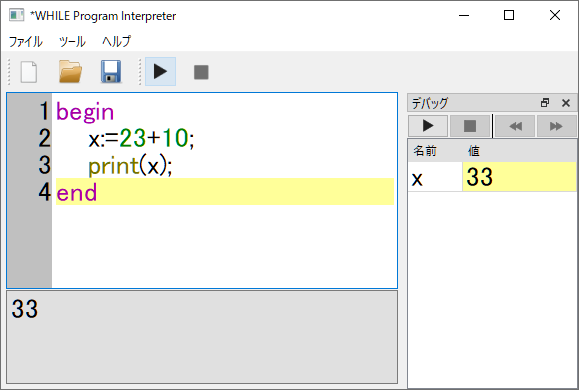 *WHILE Program Interpreter
ファイル ツール ヘルプ
1 begin
2 x:=23+10;
3 print(x);
4 end
33
デバッグ
名前 値
x 33